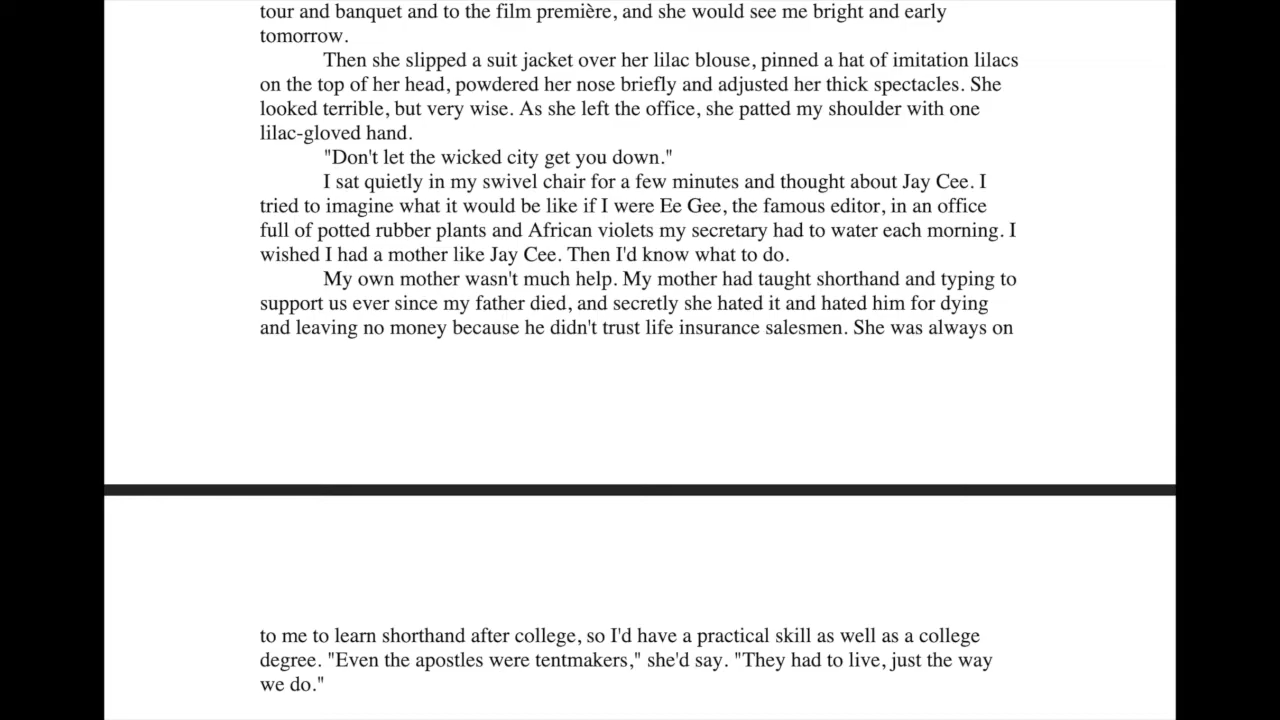 tour and banquet and to the film première, and she would see me bright and early
tomorrow.
Then she slipped a suit jacket over her lilac blouse, pinned a hat of imitation lilacs
on the top of her head, powdered her nose briefly and adjusted her thick spectacles. She
looked terrible, but very wise. As she left the office, she patted my shoulder with one
lilac-gloved hand.
"Don't let the wicked city get you down."
I sat quietly in my swivel chair for a few minutes and thought about Jay Cee. I
tried to imagine what it would be like if I were Ee Gee, the famous editor, in an office
full of potted rubber plants and African violets my secretary had to water each morning. I
wished I had a mother like Jay Cee. Then I'd know what to do.
My own mother wasn't much help. My mother had taught shorthand and typing to
support us ever since my father died, and secretly she hated it and hated him for dying
and leaving no money because he didn't trust life insurance salesmen. She was always on
to me to learn shorthand after college, so I'd have a practical skill as well as a college
degree. "Even the apostles were tentmakers," she'd say. "They had to live, just the way
we do."